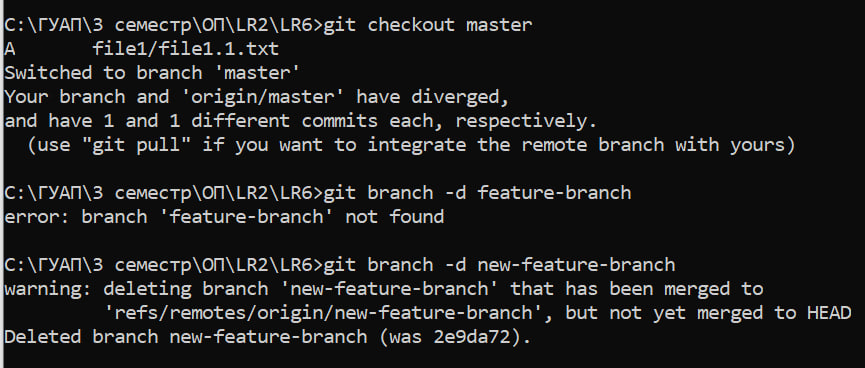 C:\ГУАП\3 семестр\ОП\LR2\LR6>git checkout master
A       file1/file1.1.txt
Switched to branch 'master'
Your branch and 'origin/master' have diverged,
and have 1 and 1 different commits each, respectively.
  (use "git pull" if you want to integrate the remote branch with yours)
C:\ГУАП\3 семестр\ОП\LR2\LR6>git branch -d feature-branch
error: branch 'feature-branch' not found
C:\ГУАП\3 семестр\ОП\LR2\LR6>git branch -d new-feature-branch
warning: deleting branch 'new-feature-branch' that has been merged to
         'refs/remotes/origin/new-feature-branch', but not yet merged to HEAD
Deleted branch new-feature-branch (was 2e9da72).